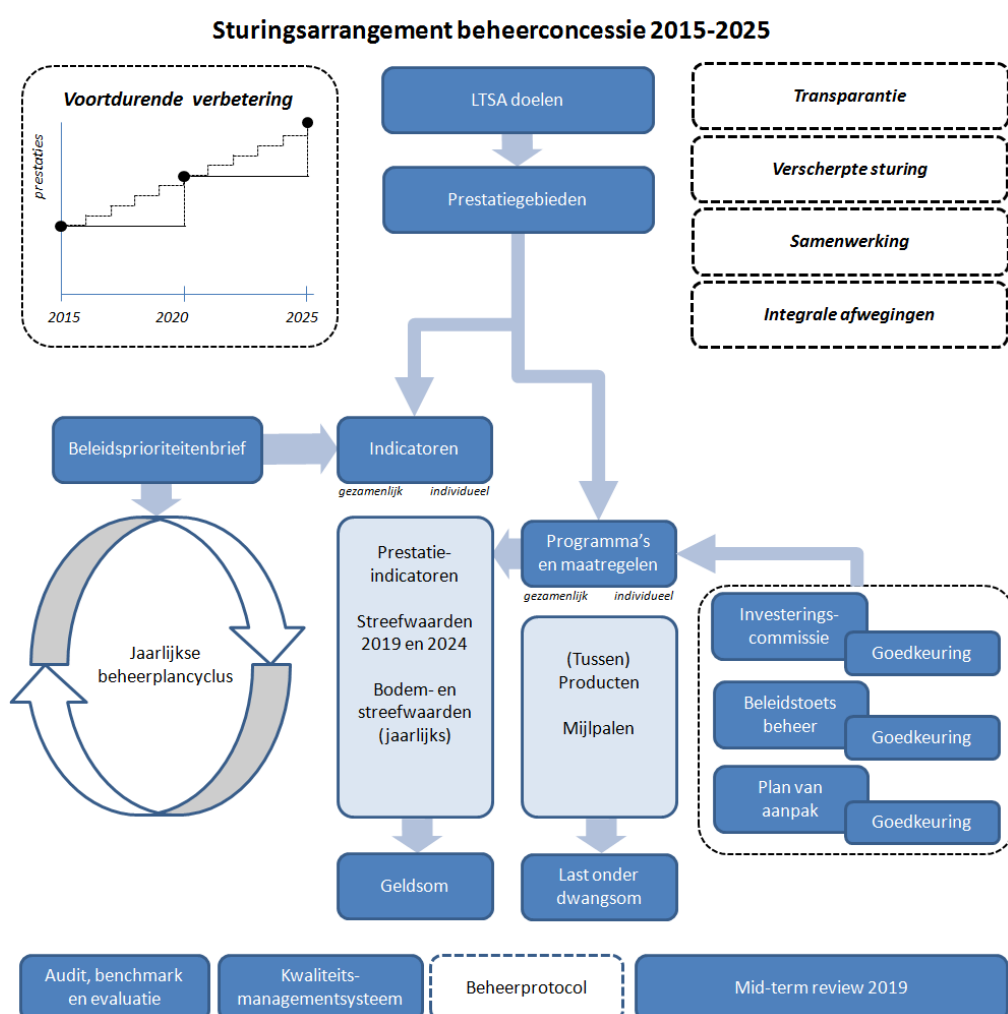 Sturingsarrangement beheerconcessie 2015-2025
Voortdurende verbetering
prestaties
2015
2020
2025
LTSA doelen
Prestatiegebieden
Transparantie
Verscherpte sturing
Samenwerking
Integrale afwegingen
Beleidsprioriteitenbrief
Indicatoren
gezamenlijk individueel
Jaarlijkse
beheerplancyclus
Prestatie-
indicatoren
Streefwaarden
2019 en 2024
Bodem- en
streefwaarden
(jaarlijks)
Programma's
en maatregelen
gezamenlijk individueel
(Tussen)
Producten
Mijlpalen
Investerings-
commissie
Goedkeuring
Beleidstoets
beheer
Goedkeuring
Plan van
aanpak
Goedkeuring
Geldsom
Last onder
dwangsom
Audit, benchmark
en evaluatie
Kwaliteits-
managementsysteem
Beheerprotocol
Mid-term review 2019